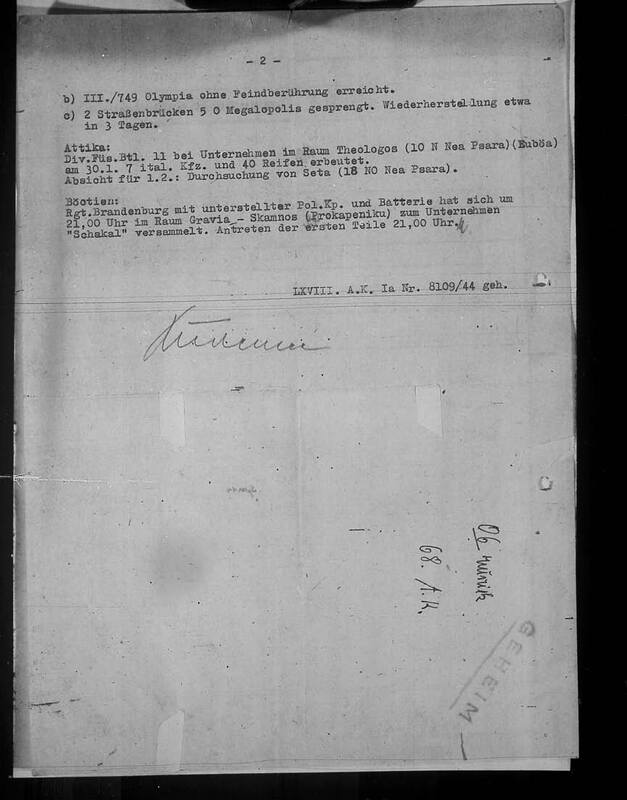 - 2 -
b) III./749 Olympia ohne Feindberührung erreicht.
c) 2 Straßenbrücken 5 O Megalopolis gesprengt. Wiederherstellung etwa
in 3 Tagen.
Attika:
Div.Füs.Btl. 11 bei Unternehmen im Raum Theologos (10 N Nea Psara)(Euböa)
am 30.1. 7 ital. Kfz. und 40 Reifen erbeutet.
Absicht für 1.2.: Durchsuchung von Seta (18 NO Nea Psara).
Böotien:
Rgt.Brandenburg mit unterstellter Pol.Kp. und Batterie hat sich um
21,00 Uhr im Raum Gravia - Skamnos (Prokapeniku) zum Unternehmen
"Schakal" versammelt. Antreten der ersten Teile 21,00 Uhr.
LXVIII. A.K. Ia Nr. 8109/44 geh.
68. A.K.
GEHEIM